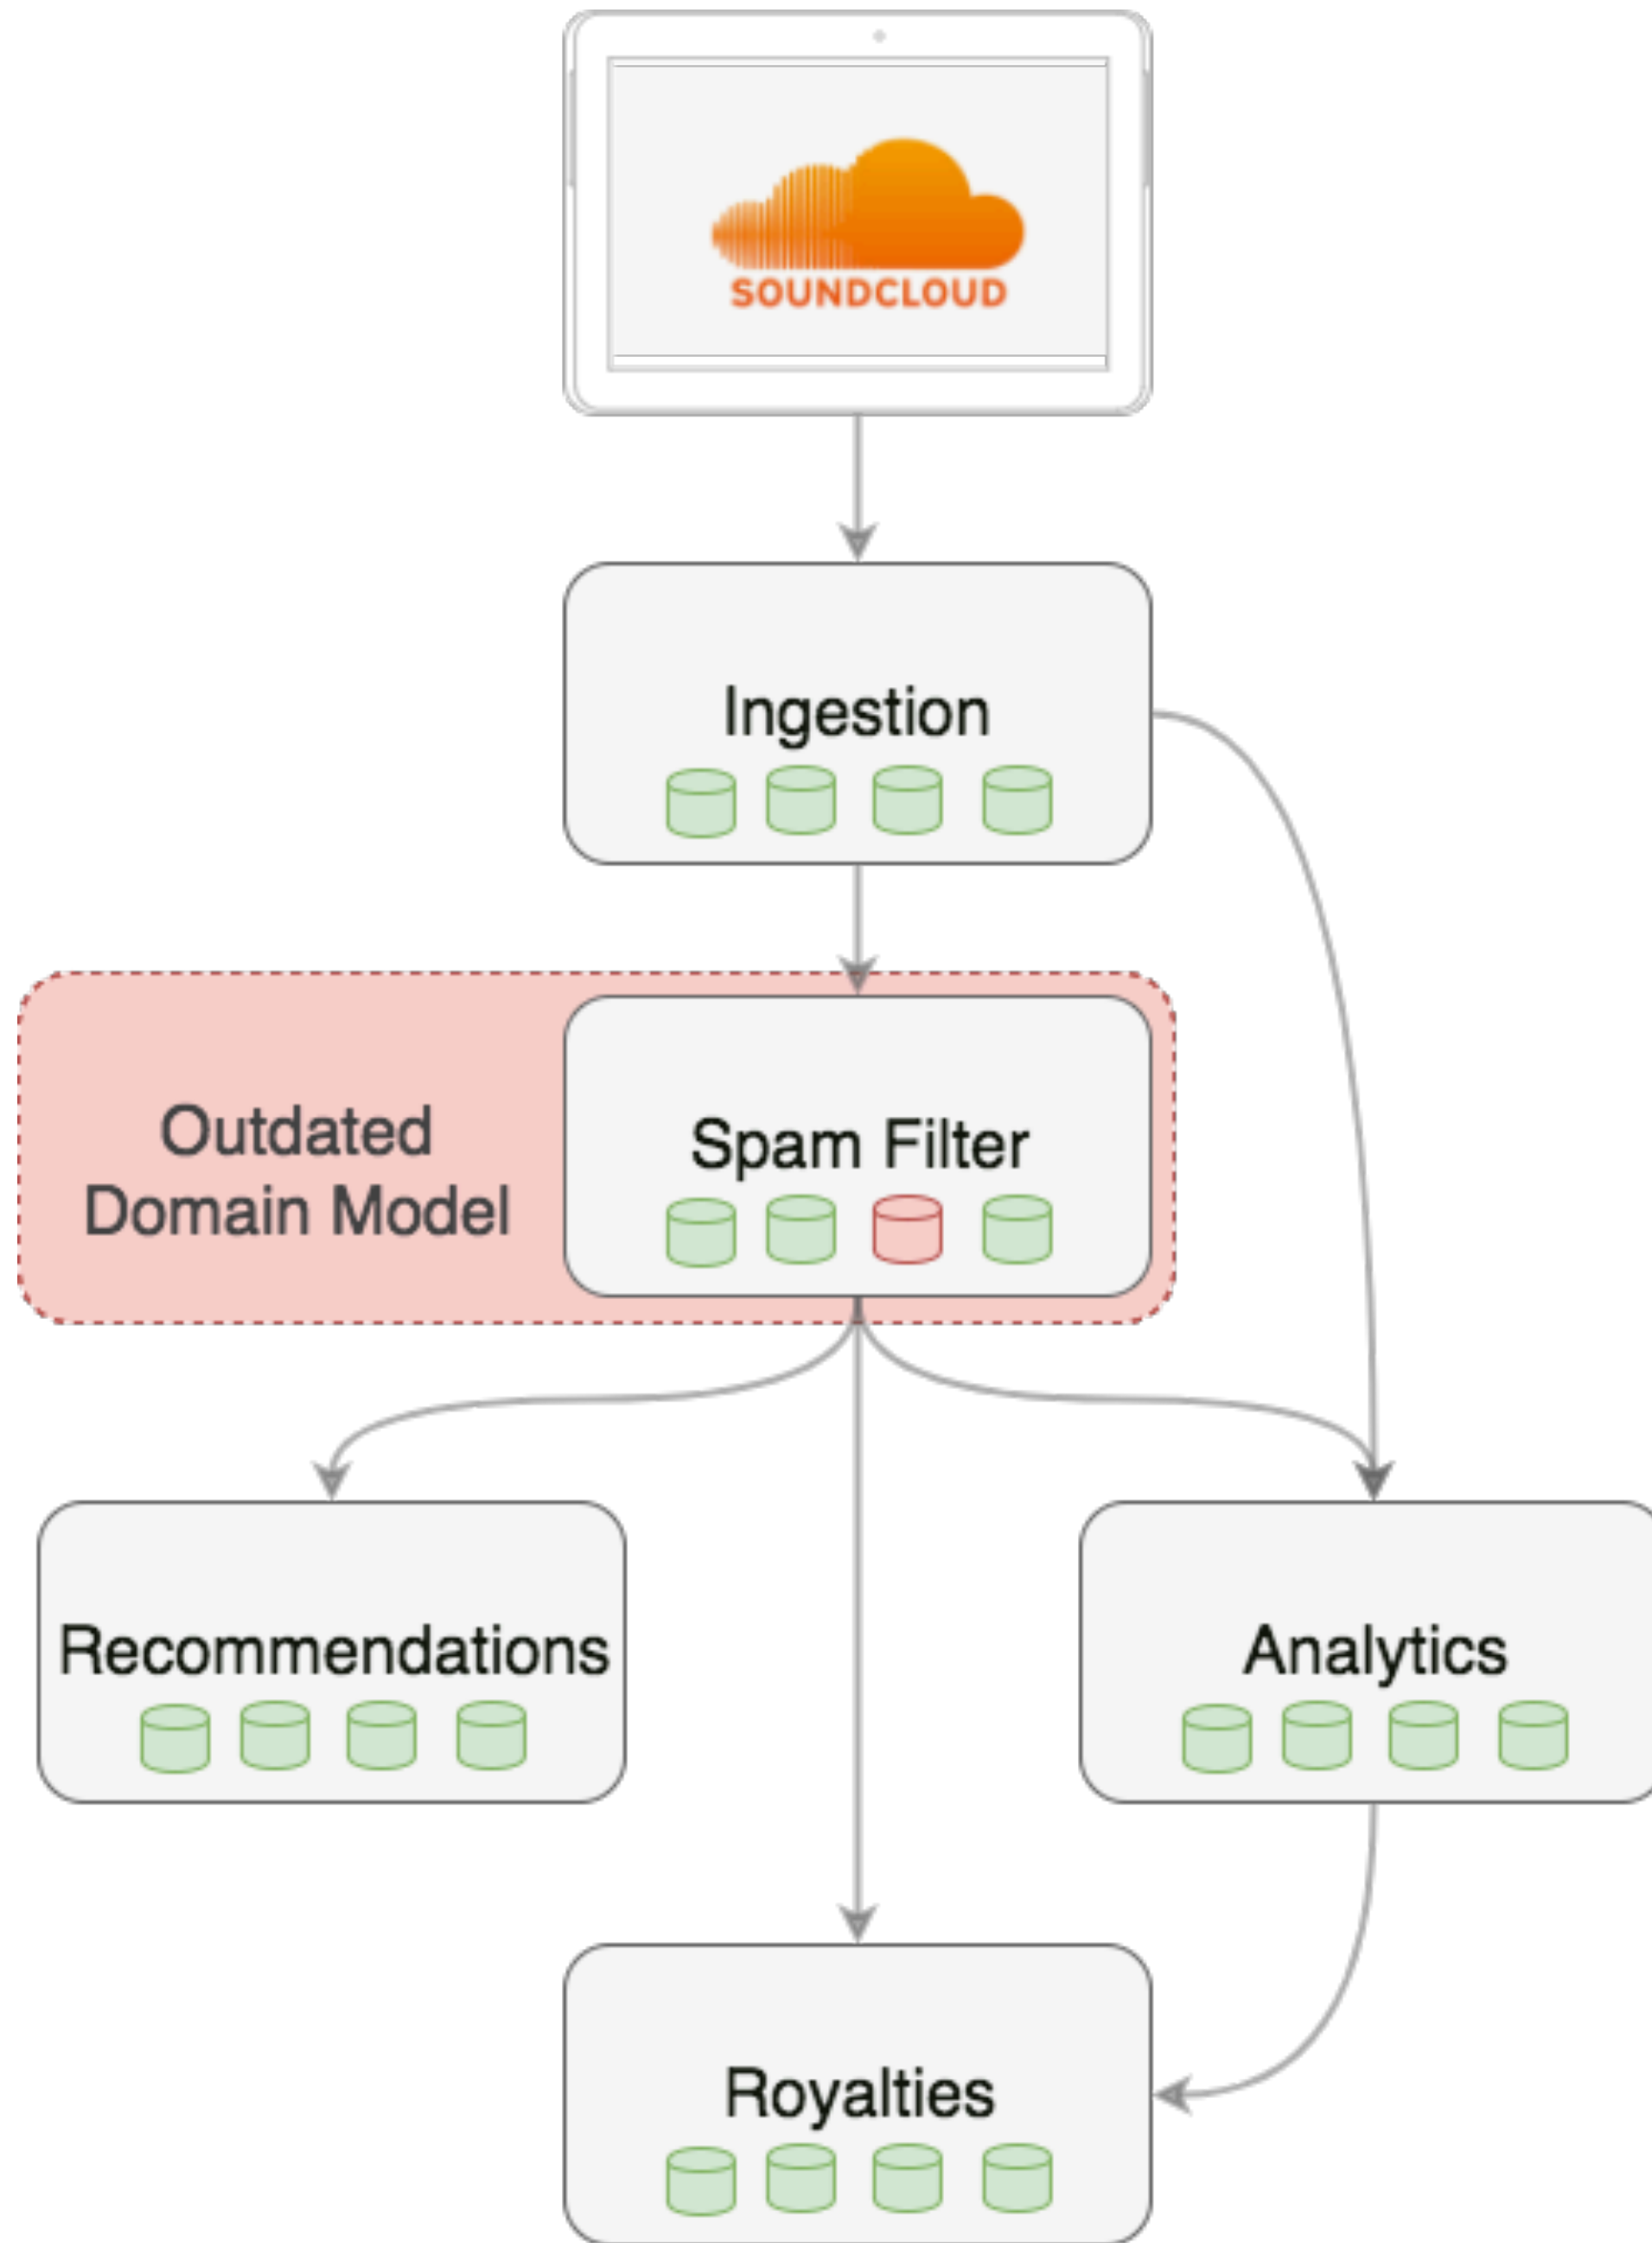 SOUNDCLOUD
Ingestion
Outdated
Domain Model
Spam Filter
Recommendations
Analytics
Royalties